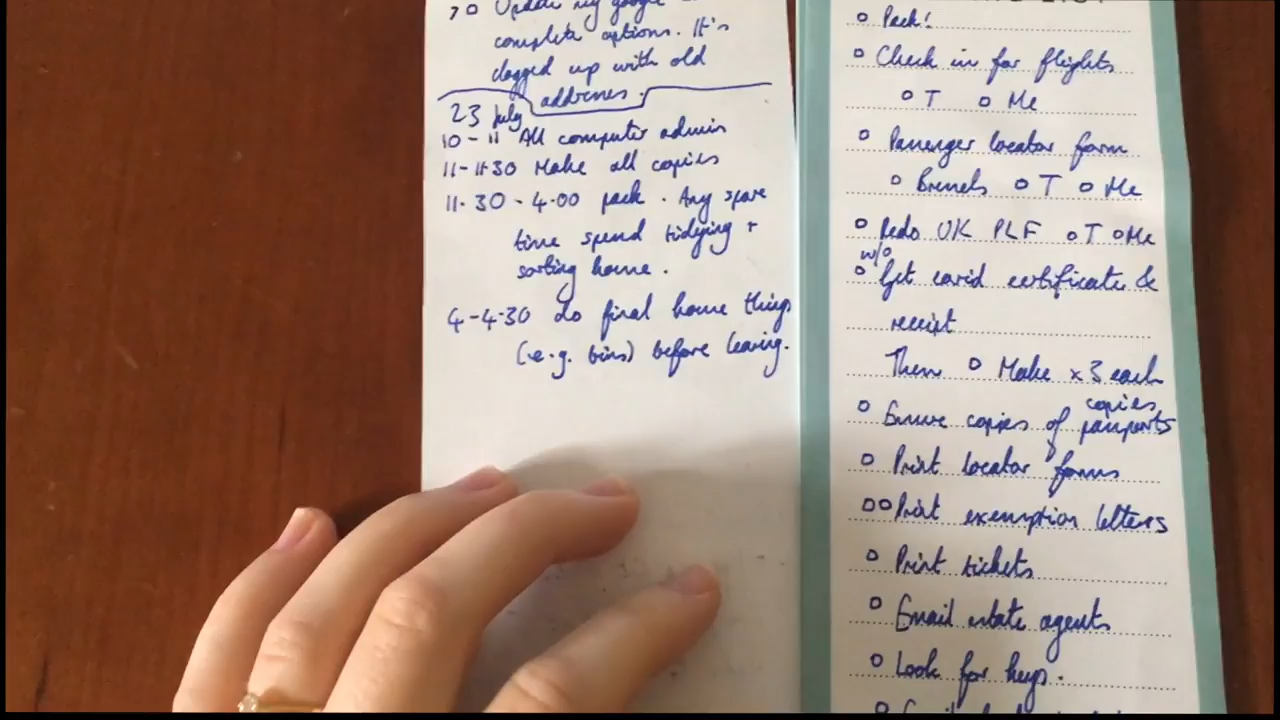 Update my google
complete options. It's
clogged up with old
addresses.
23 July
10-11 All computer admin
11-11.30 Make all copies
11.30-4.00 pack. Any spare
time spend tidying +
sorting home.
4-4.30 do final home things
(e.g. bins) before leaving.
Pack!
Check in for flights
T Me
Passenger locator form
Brussels T Me
Redo UK PLF T Me
w/o
Get covid certificate &
receipt
Then Make x3 each
copies
Ensure copies of passports
Print locator forms
Print exemption letters
Print tickets
Email estate agents
Look for keys.